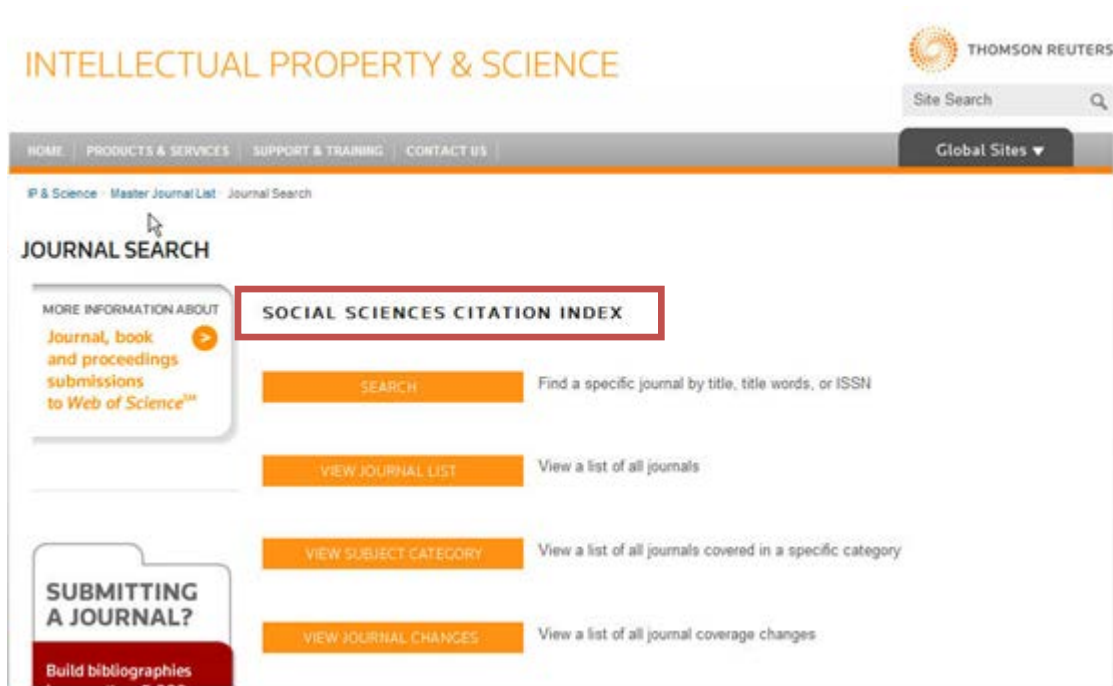 INTELLECTUAL PROPERTY & SCIENCE
THOMSON REUTERS
Site Search
HOME PRODUCTS & SERVICES SUPPORT & TRAINING CONTACT US
Global Sites ▼
IP & Science Master Journal List Journal Search
JOURNAL SEARCH
MORE INFORMATION ABOUT
Journal, book
and proceedings
submissions
to Web of Science℠
SOCIAL SCIENCES CITATION INDEX
SEARCH
Find a specific journal by title, title words, or ISSN
VIEW JOURNAL LIST
View a list of all journals
VIEW SUBJECT CATEGORY
View a list of all journals covered in a specific category
VIEW JOURNAL CHANGES
View a list of all journal coverage changes
SUBMITTING
A JOURNAL?
Build bibliographies